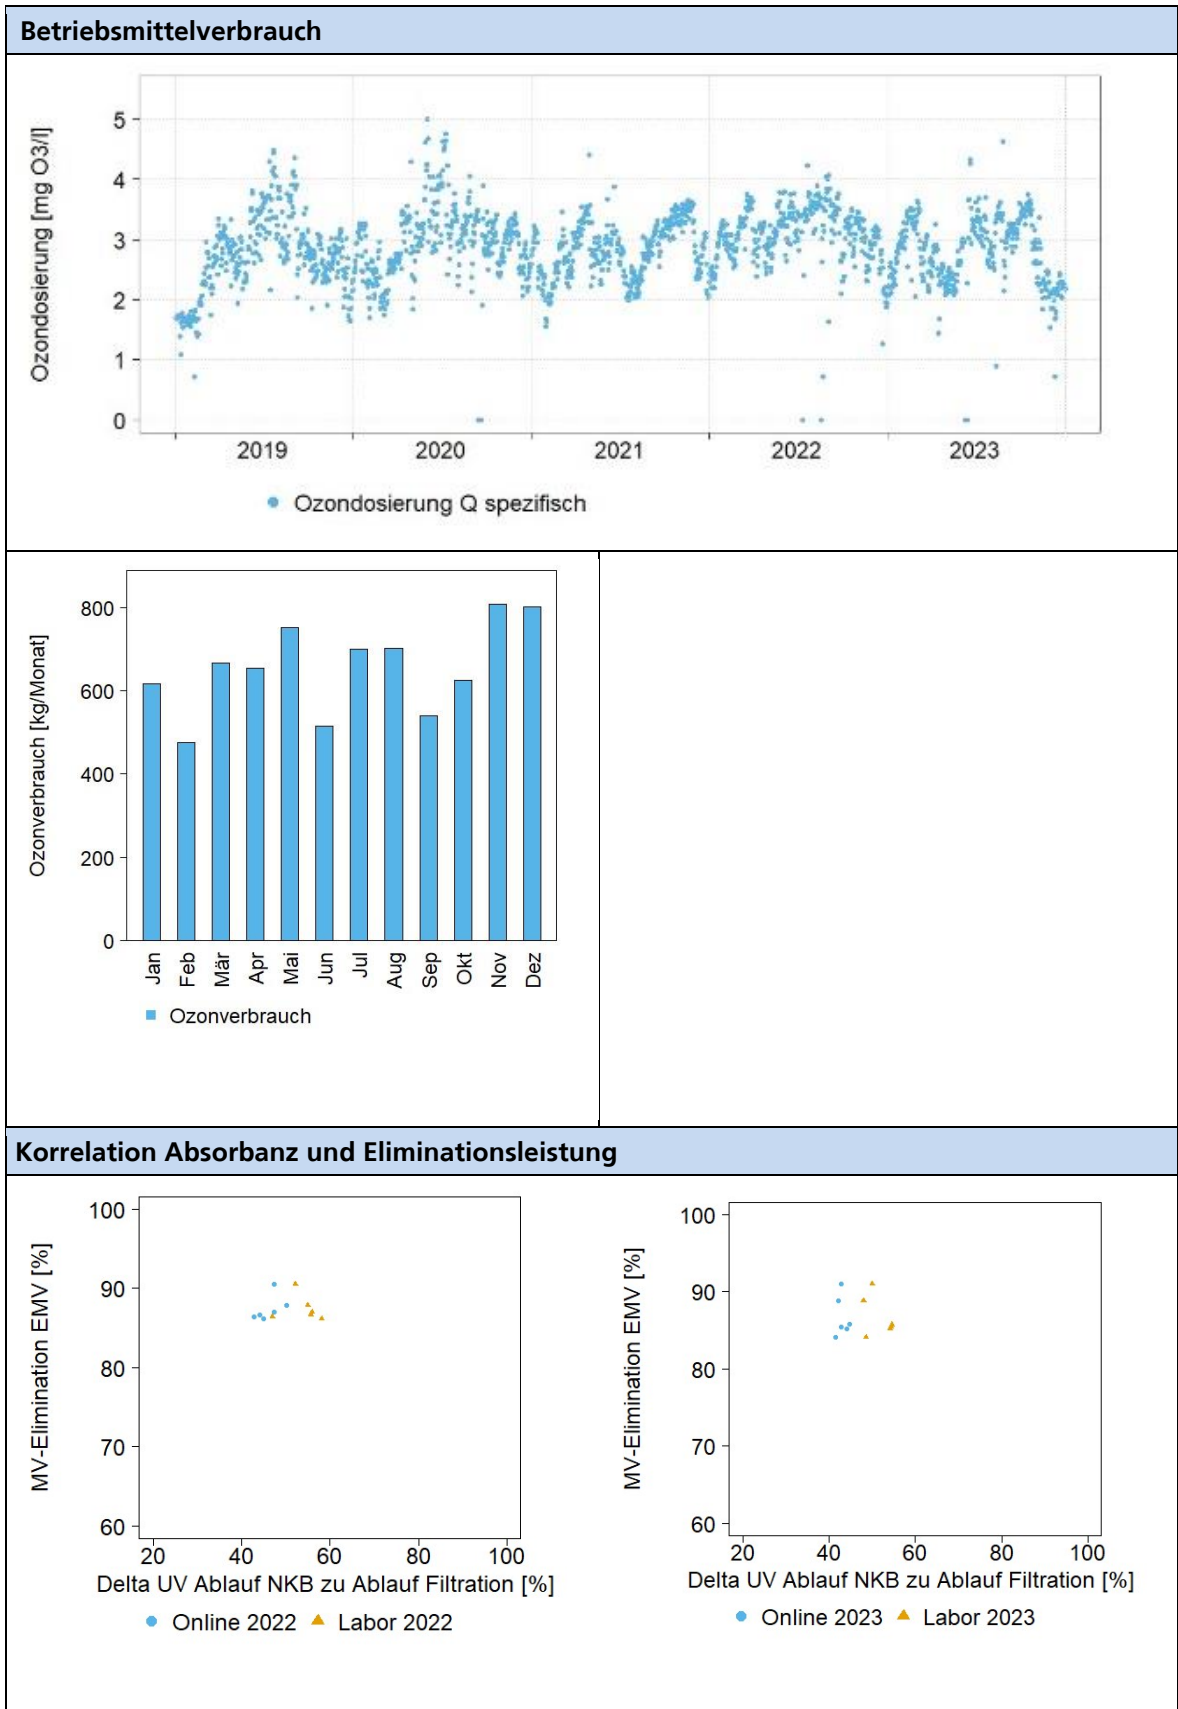 Betriebsmittelverbrauch
Ozondosierung [mg O3/l]
5
4
3
2
1
0
2019 2020 2021 2022 2023
Ozondosierung Q spezifisch
Ozonverbrauch [kg/Monat]
800
600
400
200
0
Jan Feb Mär Apr Mai Jun Jul Aug Sep Okt Nov Dez
Ozonverbrauch
Korrelation Absorbanz und Eliminationsleistung
MV-Elimination EMV [%]
100
90
80
70
60
20 40 60 80 100
Delta UV Ablauf NKB zu Ablauf Filtration [%]
Online 2022 Labor 2022
MV-Elimination EMV [%]
100
90
80
70
60
20 40 60 80 100
Delta UV Ablauf NKB zu Ablauf Filtration [%]
Online 2023 Labor 2023